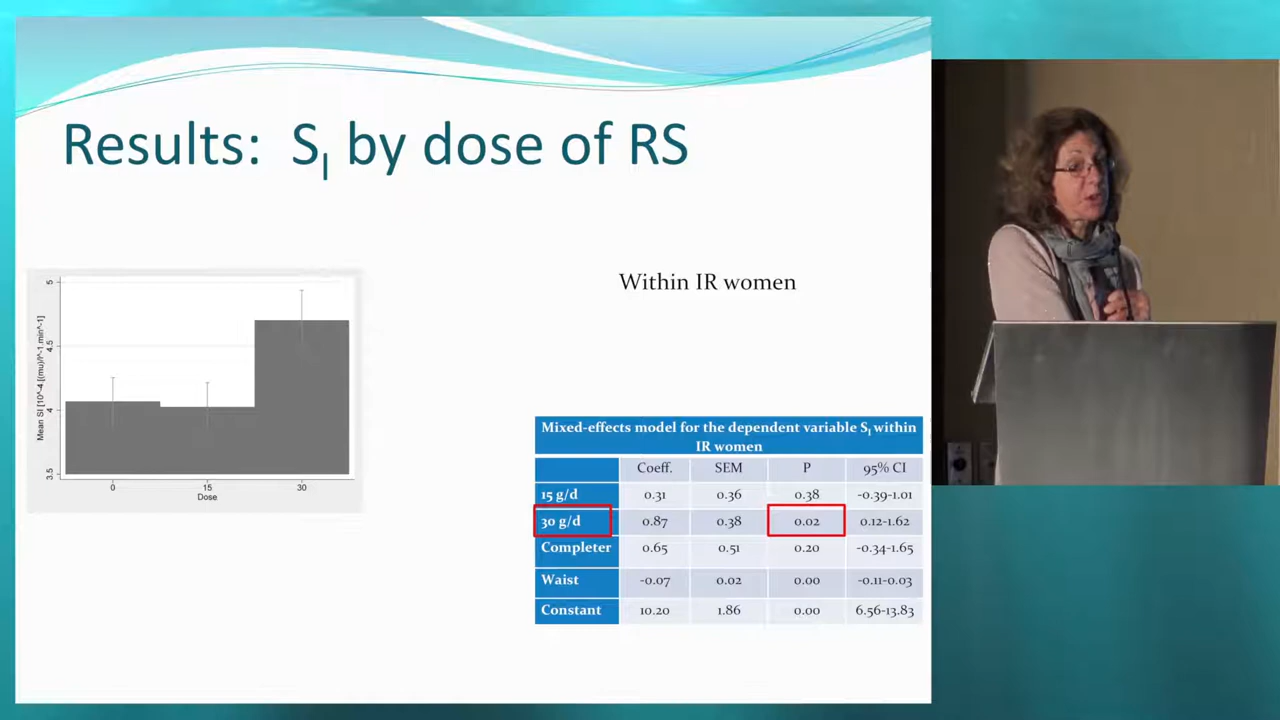 Results: SI by dose of RS
Within IR women
Mean SI [10^-4 [(mu)/l^-1.min^-1]
5
4.5
4
3.5
0
15
30
Dose
Mixed-effects model for the dependent variable SI within
IR women
Coeff. SEM P 95% CI
15 g/d 0.31 0.36 0.38 -0.39-1.01
30 g/d 0.87 0.38 0.02 0.12-1.62
Completer 0.65 0.51 0.20 -0.34-1.65
Waist -0.07 0.02 0.00 -0.11-0.03
Constant 10.20 1.86 0.00 6.56-13.83